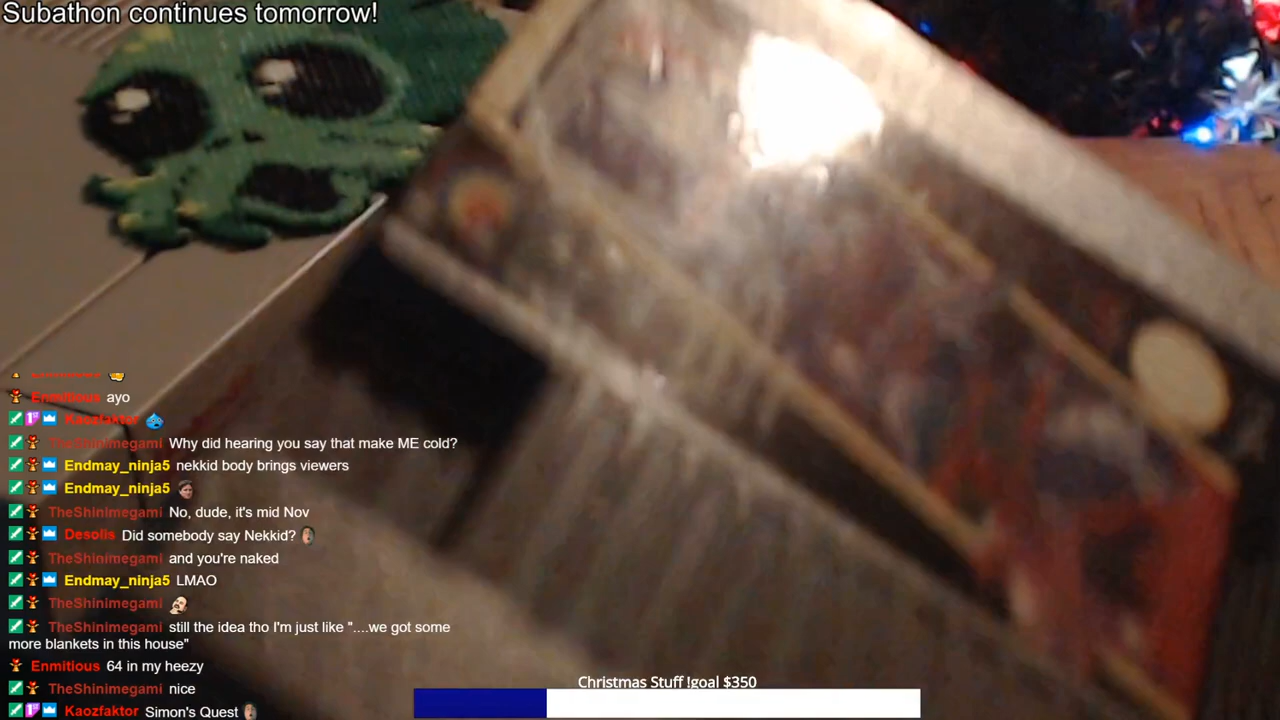 Subathon continues tomorrow!
Enmitious ayo
Kaozfaktor
TheShinimegami Why did hearing you say that make ME cold?
Endmay_ninja5 nekkid body brings viewers
Endmay_ninja5
TheShinimegami No, dude, it's mid Nov
Desolis Did somebody say Nekkid?
TheShinimegami and you're naked
Endmay_ninja5 LMAO
TheShinimegami
TheShinimegami still the idea tho I'm just like "....we got some
more blankets in this house"
Enmitious 64 in my heezy
TheShinimegami nice
Kaozfaktor Simon's Quest
Christmas Stuff !goal $350